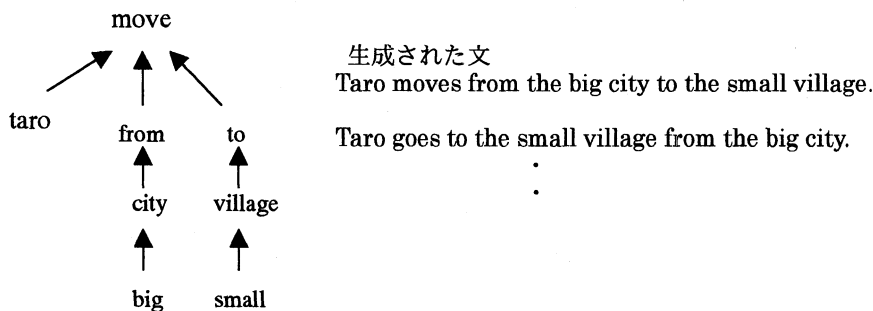 move
生成された文
Taro moves from the big city to the small village.
taro
from
to
Taro goes to the small village from the big city.
city
village
big
small